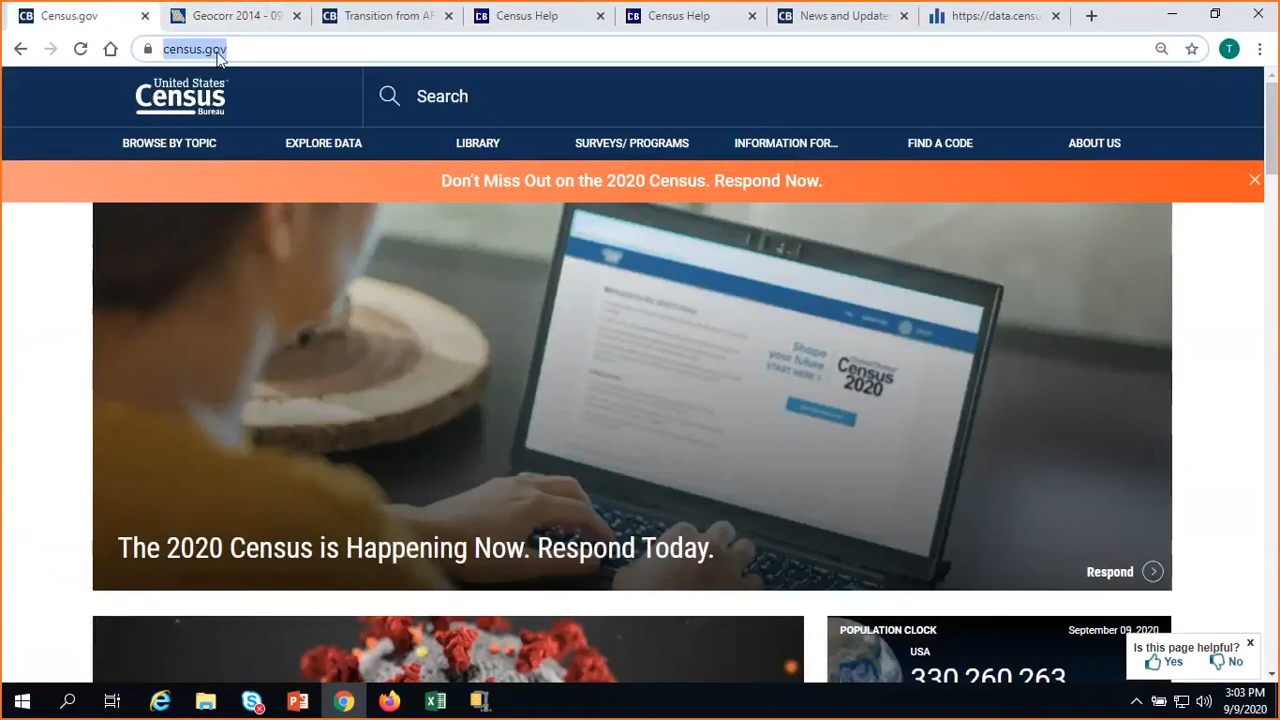 Census.gov
Geocorr 2014 - 09
Transition from AF
Census Help
Census Help
News and Update
https://data.censu
census.gov
T
United States
Census
Bureau
Search
BROWSE BY TOPIC
EXPLORE DATA
LIBRARY
SURVEYS/ PROGRAMS
INFORMATION FOR...
FIND A CODE
ABOUT US
Don't Miss Out on the 2020 Census. Respond Now.
Shape
your future
START HERE >
Census
2020
The 2020 Census is Happening Now. Respond Today.
Respond
POPULATION CLOCK
September 09, 2020
USA
330,260,263
Is this page helpful?
x
Yes
No
3:03 PM
9/9/2020